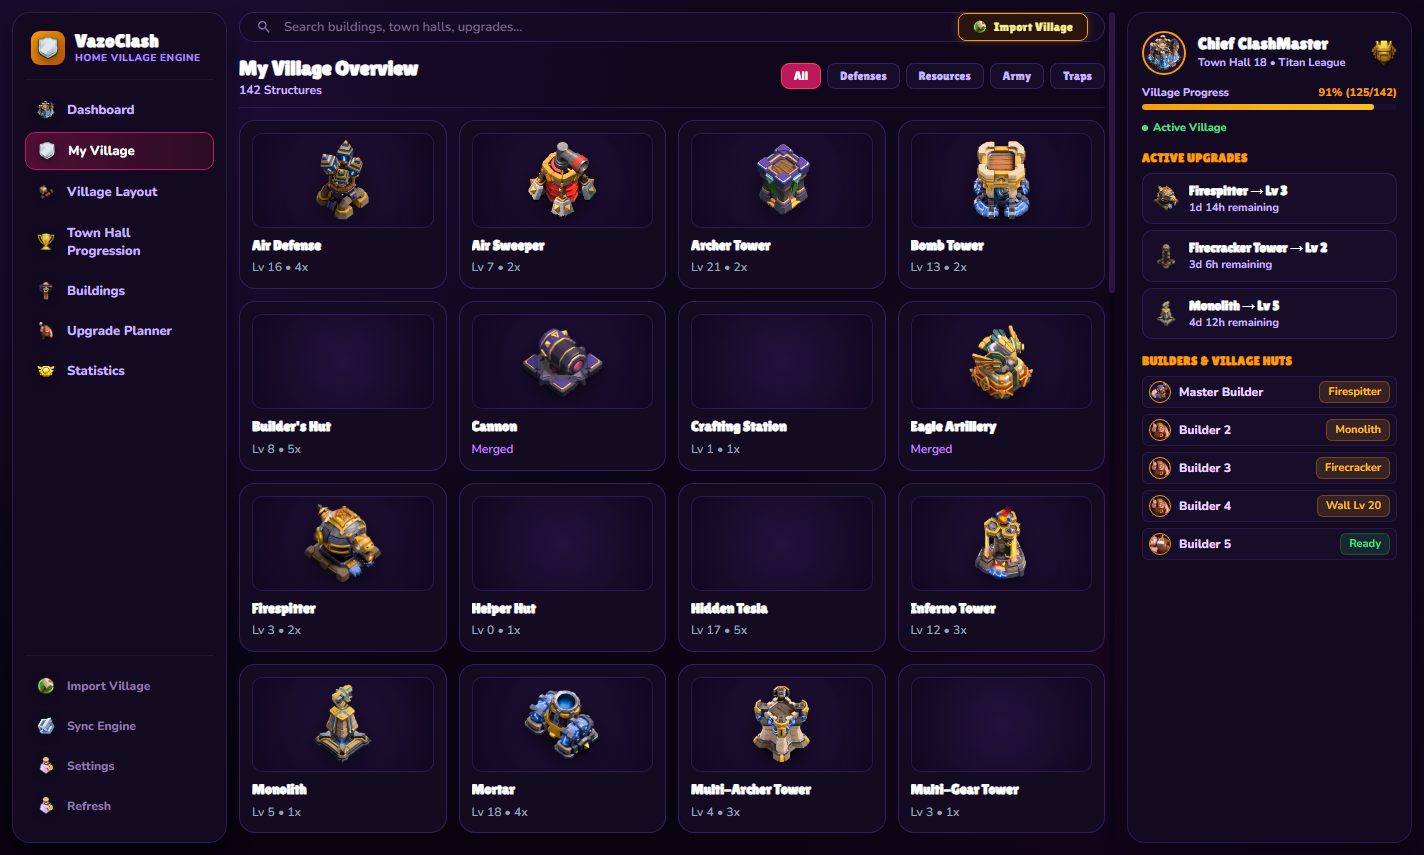 VazoClash
HOME VILLAGE ENGINE
Dashboard
My Village
Village Layout
Town Hall
Progression
Buildings
Upgrade Planner
Statistics
Import Village
Sync Engine
Settings
Refresh
Search buildings, town halls, upgrades...
Import Village
My Village Overview
142 Structures
All
Defenses
Resources
Army
Traps
Air Defense
Lv 16 • 4x
Air Sweeper
Lv 7 • 2x
Archer Tower
Lv 21 • 2x
Bomb Tower
Lv 13 • 2x
Builder's Hut
Lv 8 • 5x
Cannon
Merged
Crafting Station
Lv 1 • 1x
Eagle Artillery
Merged
Firespitter
Lv 3 • 2x
Helper Hut
Lv 0 • 1x
Hidden Tesla
Lv 17 • 5x
Inferno Tower
Lv 12 • 3x
Monolith
Lv 5 • 1x
Mortar
Lv 18 • 4x
Multi-Archer Tower
Lv 4 • 3x
Multi-Gear Tower
Lv 3 • 1x
Chief ClashMaster
Town Hall 18 • Titan League
Village Progress 91% (125/142)
Active Village
ACTIVE UPGRADES
Firespitter → Lv 3
1d 14h remaining
Firecracker Tower → Lv 2
3d 6h remaining
Monolith → Lv 5
4d 12h remaining
BUILDERS & VILLAGE HUTS
Master Builder Firespitter
Builder 2 Monolith
Builder 3 Firecracker
Builder 4 Wall Lv 20
Builder 5 Ready